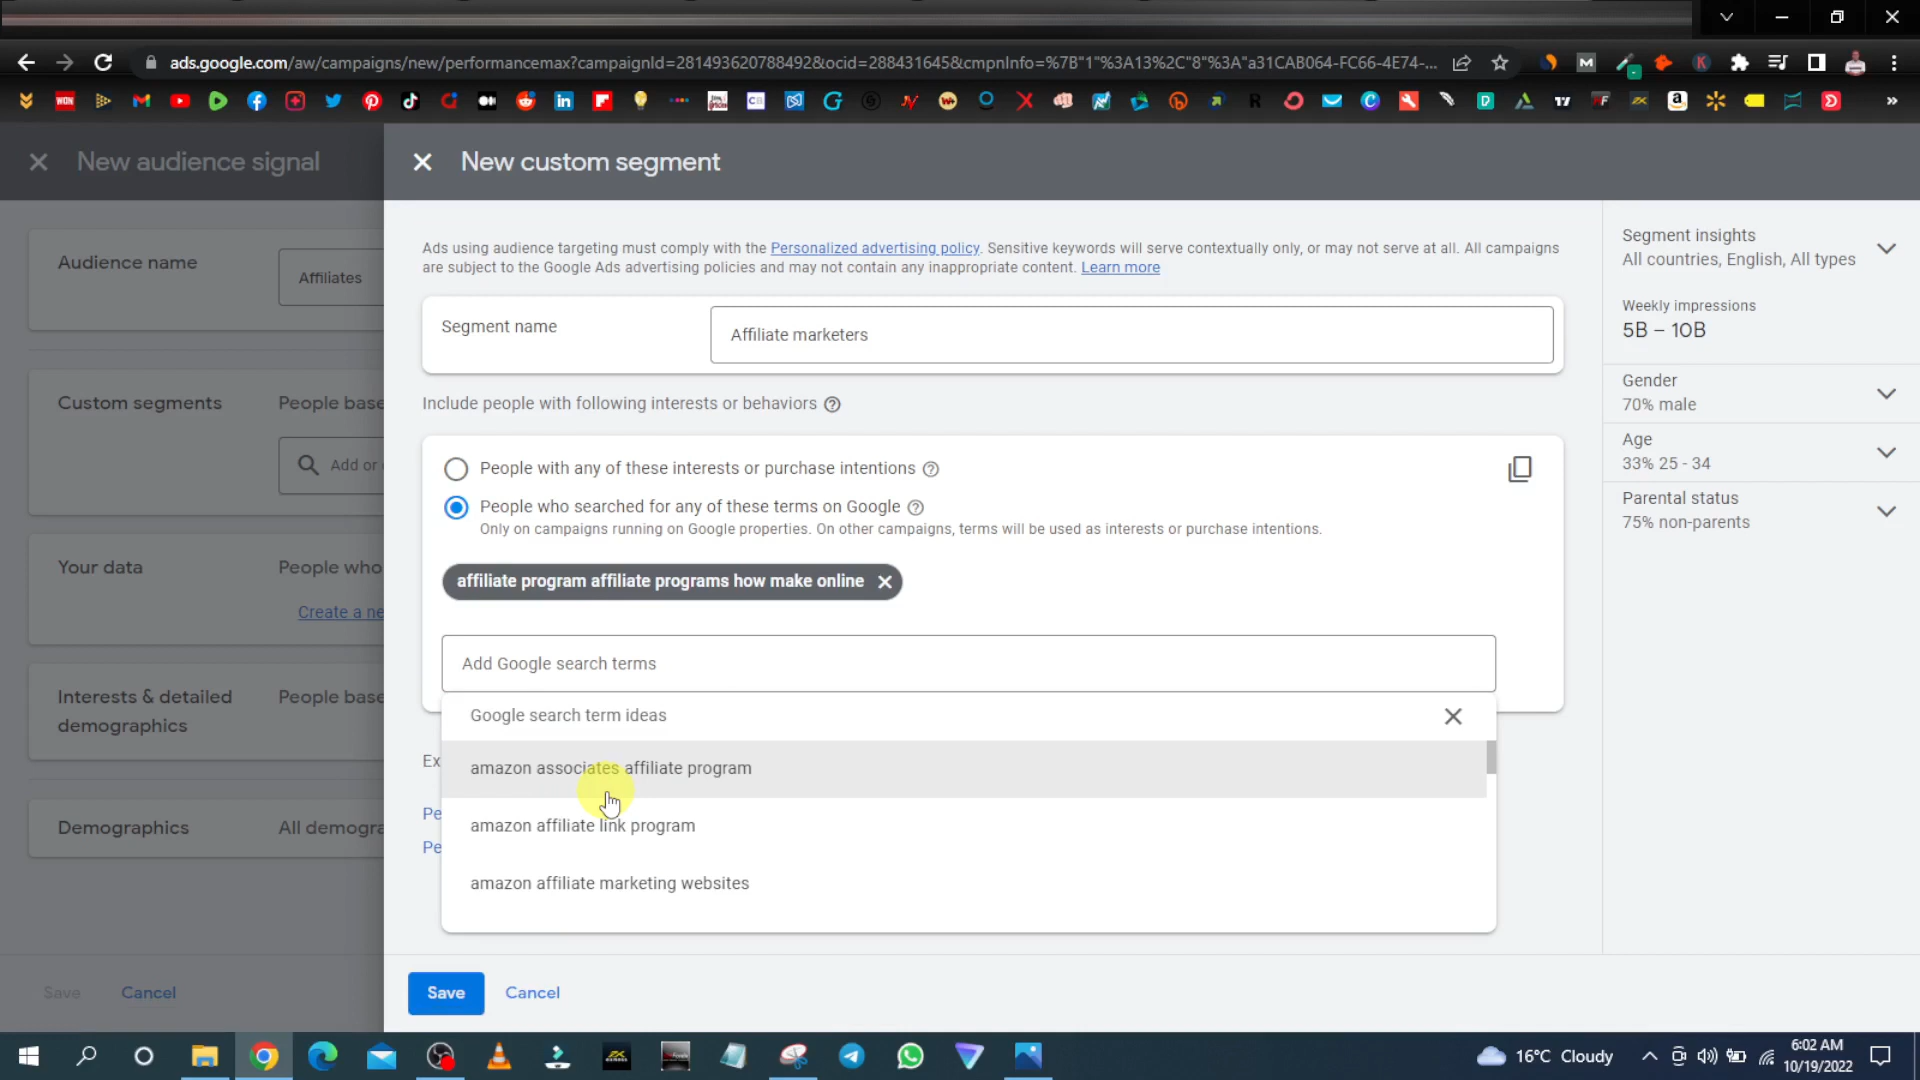 ads.google.com/aw/campaigns/new/performancemax?campaignId=281493620788492&ocid=288431645&cmpnInfo=%7B"1"%3A13%2C"8"%3A"a31CAB064-FC66-4E74-...
New audience signal
New custom segment
Audience name
Affiliates
Custom segments
People base
Add or
Your data
People who
Create a ne
Interests & detailed
demographics
People base
Demographics
All demogra
Save
Cancel
Ads using audience targeting must comply with the Personalized advertising policy. Sensitive keywords will serve contextually only, or may not serve at all. All campaigns
are subject to the Google Ads advertising policies and may not contain any inappropriate content. Learn more
Segment name
Affiliate marketers
Include people with following interests or behaviors
People with any of these interests or purchase intentions
People who searched for any of these terms on Google
Only on campaigns running on Google properties. On other campaigns, terms will be used as interests or purchase intentions.
affiliate program affiliate programs how make online
Add Google search terms
Google search term ideas
amazon associates affiliate program
amazon affiliate link program
amazon affiliate marketing websites
Ex
Pe
Pe
Save
Cancel
Segment insights
All countries, English, All types
Weekly impressions
5B – 10B
Gender
70% male
Age
33% 25 - 34
Parental status
75% non-parents
16°C Cloudy
6:02 AM
10/19/2022